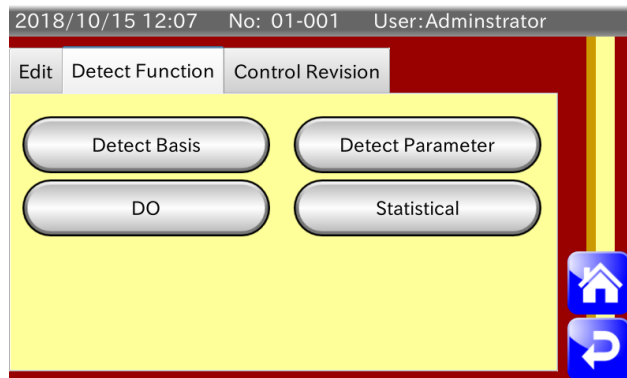 2018/10/15 12:07 No: 01-001 User:Adminstrator
Edit Detect Function Control Revision
Detect Basis Detect Parameter
DO Statistical